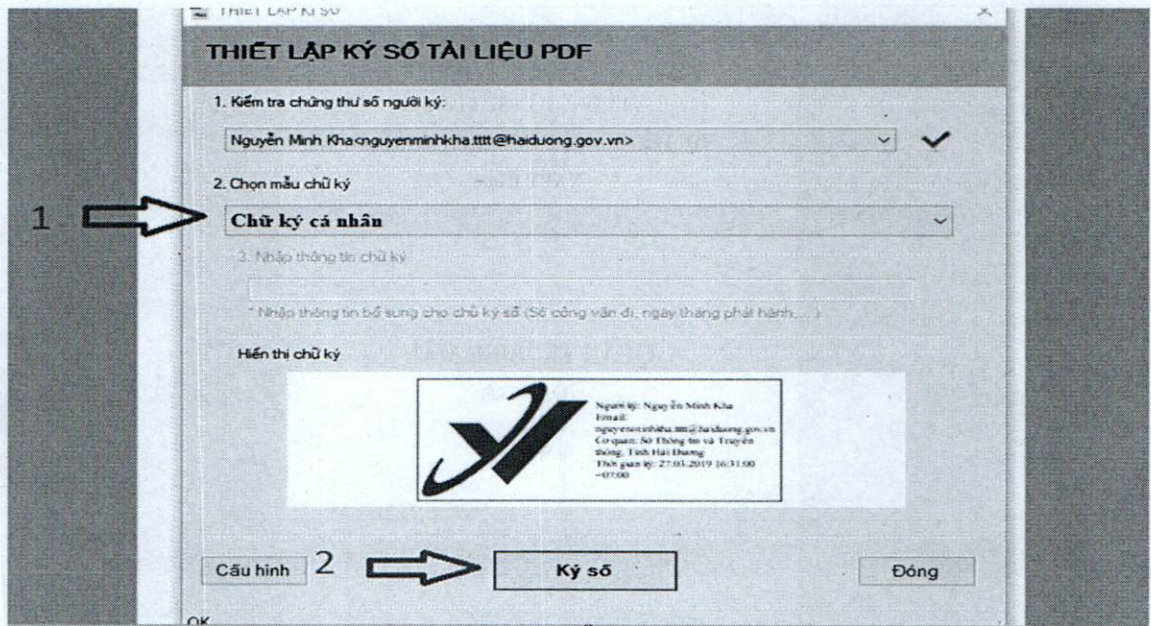 THIẾT LẬP KÍ SỐ
THIẾT LẬP KÝ SỐ TÀI LIỆU PDF
1. Kiểm tra chứng thư số người ký:
Nguyễn Minh Kha<nguyenminhkha.tttt@haiduong.gov.vn>
2. Chọn mẫu chữ ký
1
Chữ ký cá nhân
3. Nhập thông tin chữ ký
* Nhập thông tin bổ sung cho chữ ký số (Số công văn đi, ngày tháng phát hành,... )
Hiển thị chữ ký
Người ký: Nguyễn Minh Kha
Email:
nguyenminhkha.tttt@haiduong.gov.vn
Cơ quan: Sở Thông tin và Truyền
thông, Tỉnh Hải Dương
Thời gian ký: 27.03.2019 16:31:00
+07:00
Cấu hình
2
Ký số
Đóng
OK